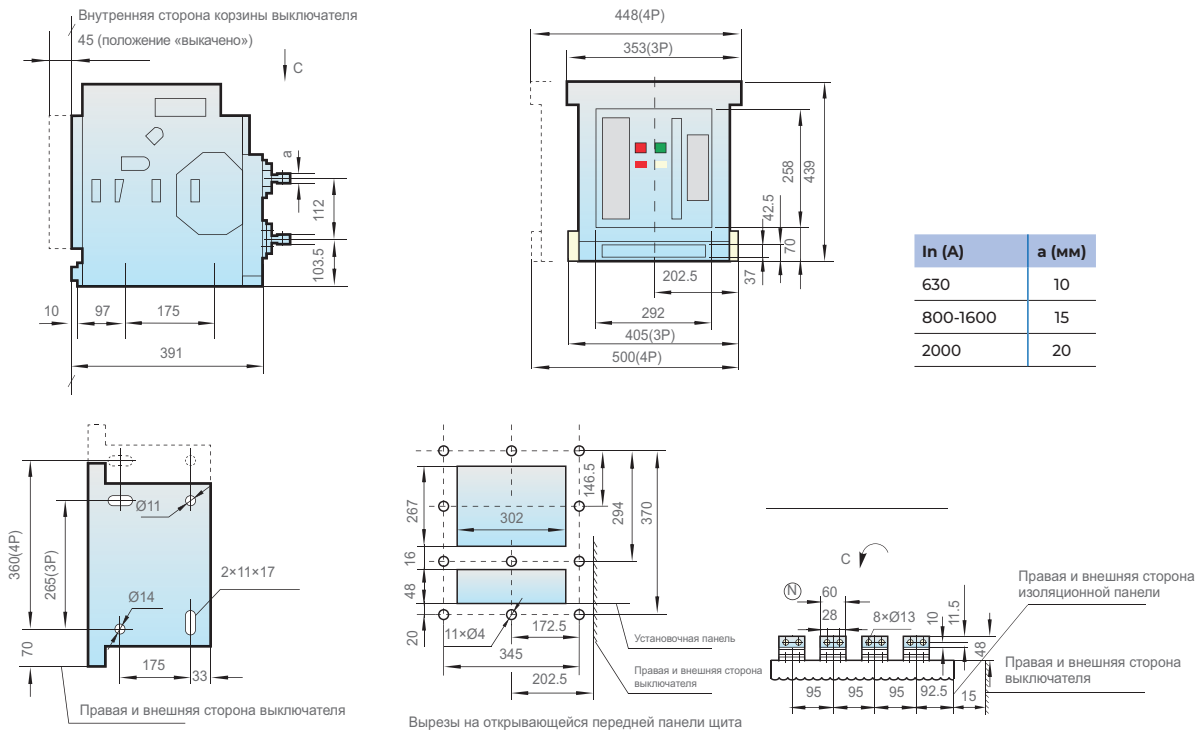 Внутренняя сторона корзины выключателя
45 (положение «выкачено»)
C
a
112
103.5
10
97
175
391
448(4P)
353(3P)
258
439
42.5
70
37
202.5
292
405(3P)
500(4P)
In (A)
a (мм)
630
10
800-1600
15
2000
20
360(4P)
265(3P)
70
Ø11
2×11×17
Ø14
175
33
Правая и внешняя сторона выключателя
267
302
16
48
20
146.5
294
370
11×Ø4
172.5
345
202.5
Установочная панель
Правая и внешняя сторона
выключателя
Вырезы на открывающейся передней панели щита
C
N
60
28
8×Ø13
10
11.5
48
95
95
95
92.5
15
Правая и внешняя сторона
изоляционной панели
Правая и внешняя сторона
выключателя